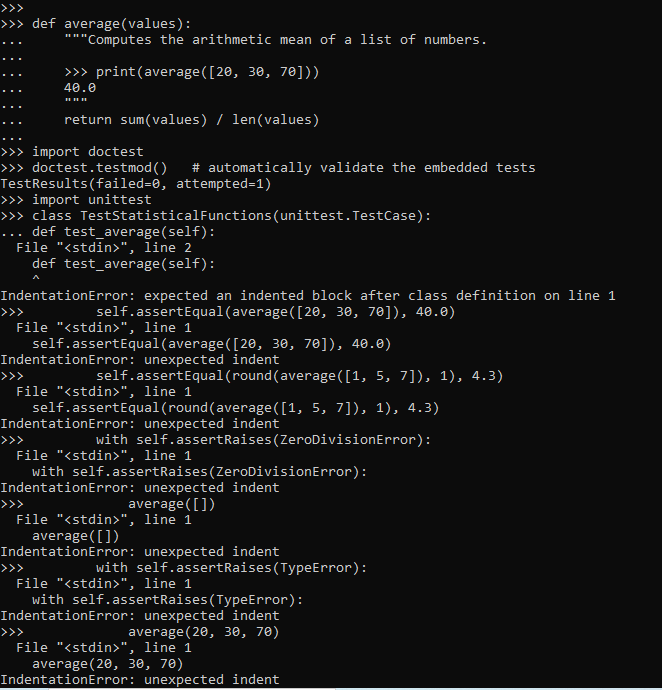 >>>
>>> def average(values):
...     """Computes the arithmetic mean of a list of numbers.
...
...     >>> print(average([20, 30, 70]))
...     40.0
...     """
...     return sum(values) / len(values)
...
>>> import doctest
>>> doctest.testmod()   # automatically validate the embedded tests
TestResults(failed=0, attempted=1)
>>> import unittest
>>> class TestStatisticalFunctions(unittest.TestCase):
... def test_average(self):
  File "<stdin>", line 2
    def test_average(self):
    ^
IndentationError: expected an indented block after class definition on line 1
>>>         self.assertEqual(average([20, 30, 70]), 40.0)
  File "<stdin>", line 1
    self.assertEqual(average([20, 30, 70]), 40.0)
IndentationError: unexpected indent
>>>         self.assertEqual(round(average([1, 5, 7]), 1), 4.3)
  File "<stdin>", line 1
    self.assertEqual(round(average([1, 5, 7]), 1), 4.3)
IndentationError: unexpected indent
>>>         with self.assertRaises(ZeroDivisionError):
  File "<stdin>", line 1
    with self.assertRaises(ZeroDivisionError):
IndentationError: unexpected indent
>>>             average([])
  File "<stdin>", line 1
    average([])
IndentationError: unexpected indent
>>>         with self.assertRaises(TypeError):
  File "<stdin>", line 1
    with self.assertRaises(TypeError):
IndentationError: unexpected indent
>>>             average(20, 30, 70)
  File "<stdin>", line 1
    average(20, 30, 70)
IndentationError: unexpected indent